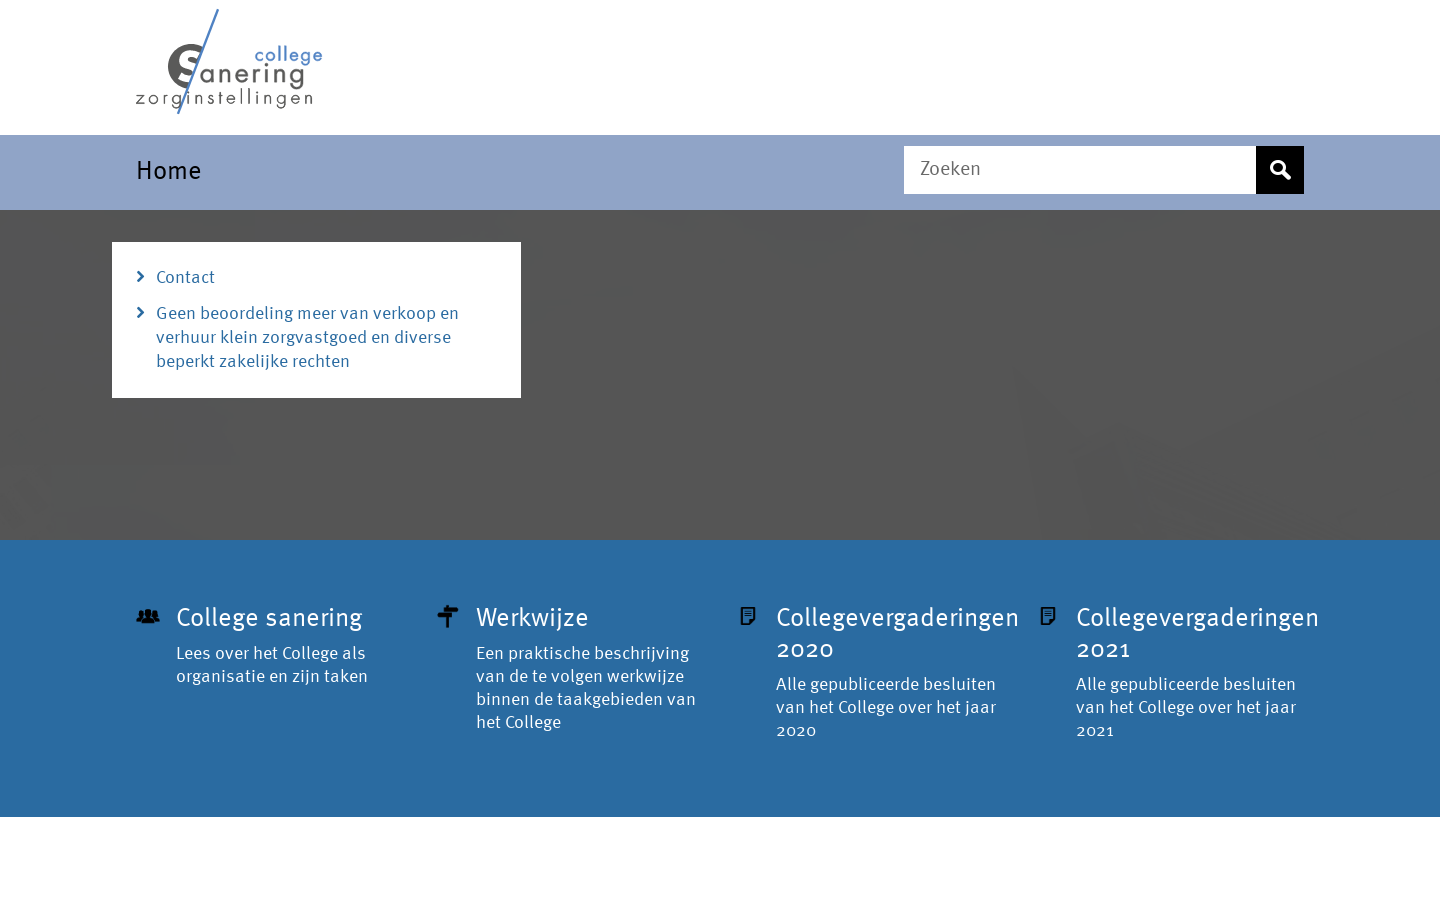 college
Sanering
zorginstellingen
Home
Zoeken
Contact
Geen beoordeling meer van verkoop en
verhuur klein zorgvastgoed en diverse
beperkt zakelijke rechten
College sanering
Lees over het College als
organisatie en zijn taken
Werkwijze
Een praktische beschrijving
van de te volgen werkwijze
binnen de taakgebieden van
het College
Collegevergaderingen
2020
Alle gepubliceerde besluiten
van het College over het jaar
2020
Collegevergaderingen
2021
Alle gepubliceerde besluiten
van het College over het jaar
2021